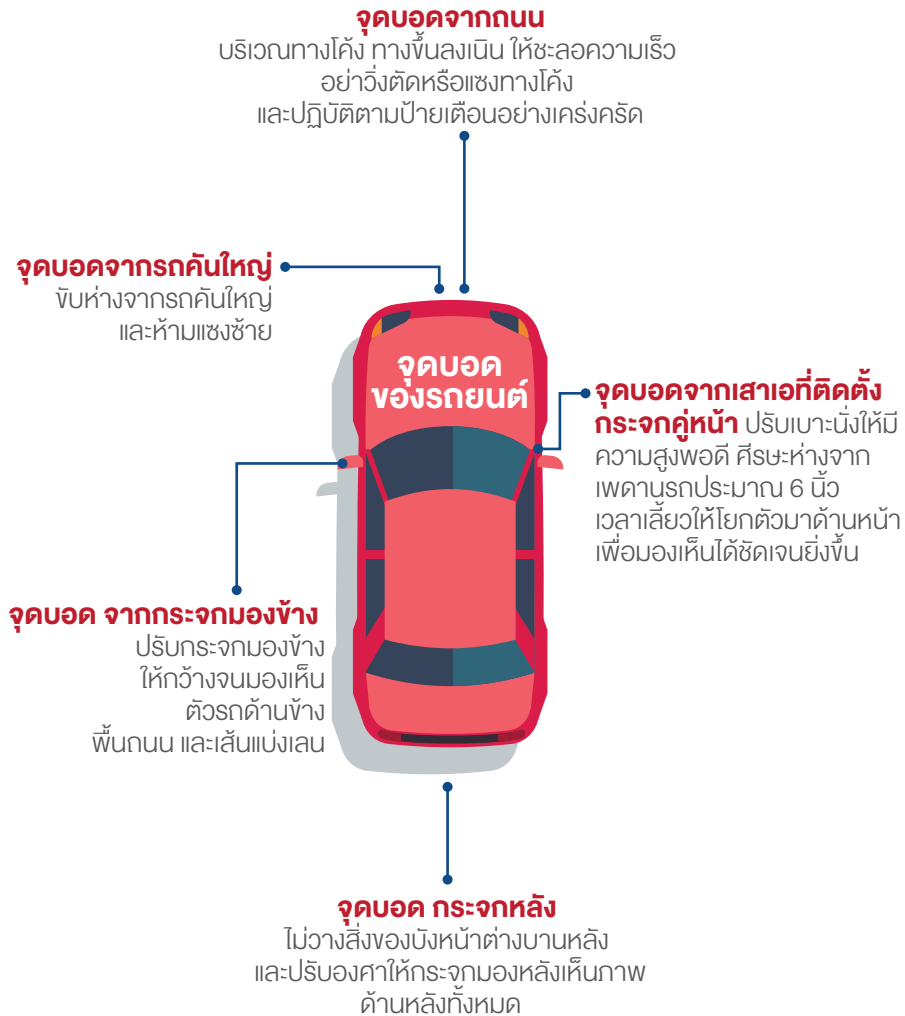 จุดบอดจากถนน
บริเวณทางโค้ง ทางขึ้นลงเนิน ให้ชะลอความเร็ว
อย่าวิ่งตัดหรือแซงทางโค้ง
และปฏิบัติตามป้ายเตือนอย่างเคร่งครัด
จุดบอดจากรถคันใหญ่
ขับห่างจากรถคันใหญ่
และห้ามแซงซ้าย
จุดบอด
ของรถยนต์
จุดบอดจากเสาเอที่ติดตั้ง
กระจกคู่หน้า ปรับเบาะนั่งให้มี
ความสูงพอดี ศีรษะห่างจาก
เพดานรถประมาณ 6 นิ้ว
เวลาเลี้ยวให้โยกตัวมาด้านหน้า
เพื่อมองเห็นได้ชัดเจนยิ่งขึ้น
จุดบอด จากกระจกมองข้าง
ปรับกระจกมองข้าง
ให้กว้างจนมองเห็น
ตัวรถด้านข้าง
พื้นถนน และเส้นแบ่งเลน
จุดบอด กระจกหลัง
ไม่วางสิ่งของบังหน้าต่างบานหลัง
และปรับองศาให้กระจกมองหลังเห็นภาพ
ด้านหลังทั้งหมด